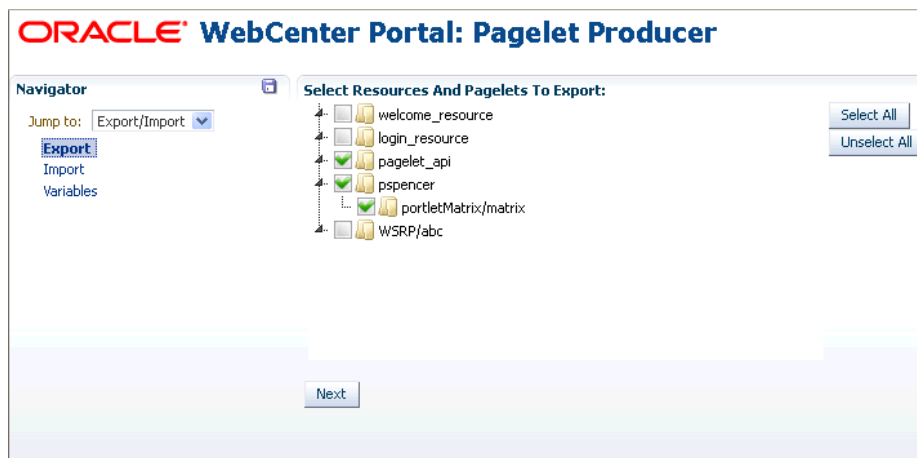 ORACLE® WebCenter Portal: Pagelet Producer
Navigator
Jump to: Export/Import
Export
Import
Variables
Select Resources And Pagelets To Export:
welcome_resource
login_resource
pagelet_api
pspencer
portletMatrix/matrix
WSRP/abc
Select All
Unselect All
Next